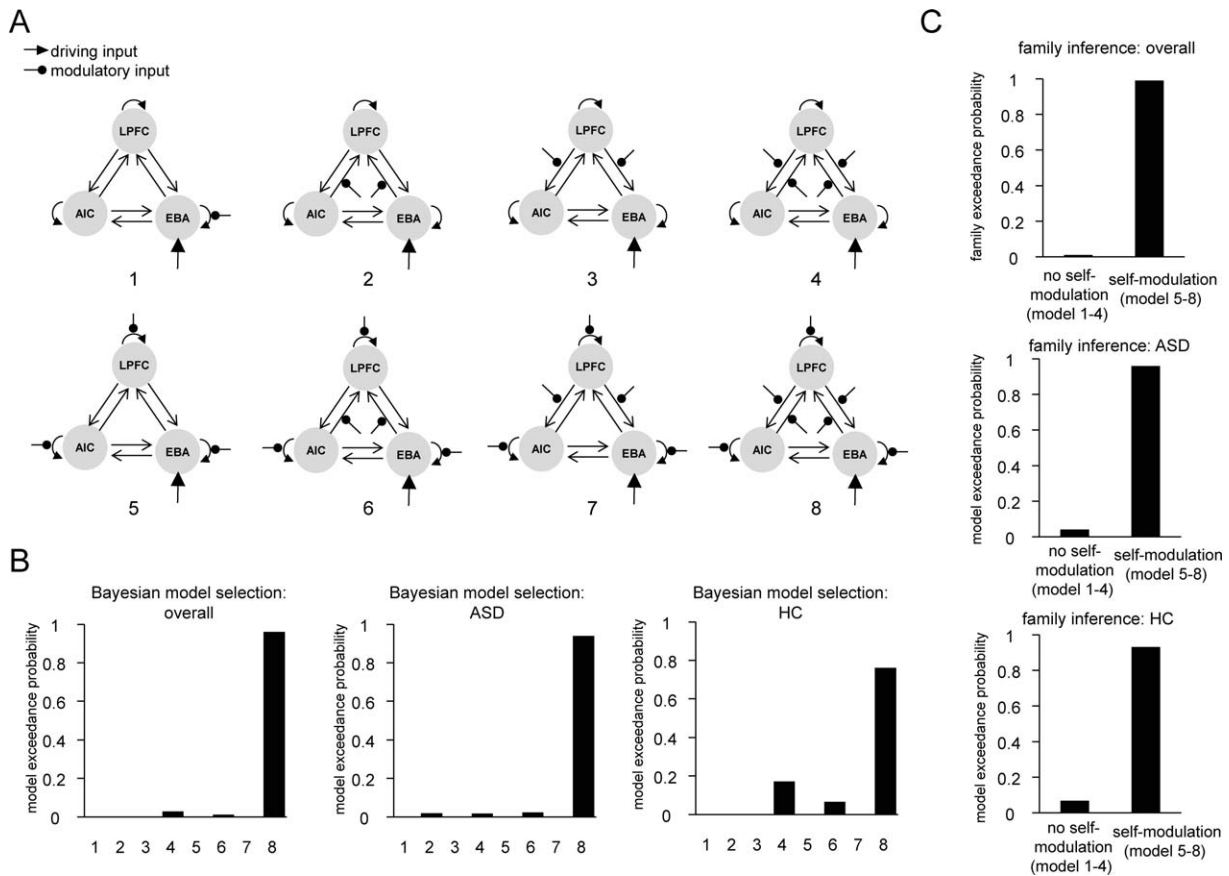 A
driving input
modulatory input
LPFC
AIC
EBA
1
LPFC
AIC
EBA
2
LPFC
AIC
EBA
3
LPFC
AIC
EBA
4
LPFC
AIC
EBA
5
LPFC
AIC
EBA
6
LPFC
AIC
EBA
7
LPFC
AIC
EBA
8
B
Bayesian model selection:
overall
model exceedance probability
1
0.8
0.6
0.4
0.2
0
1 2 3 4 5 6 7 8
Bayesian model selection:
ASD
model exceedance probability
1
0.8
0.6
0.4
0.2
0
1 2 3 4 5 6 7 8
Bayesian model selection:
HC
model exceedance probability
1
0.8
0.6
0.4
0.2
0
1 2 3 4 5 6 7 8
C
family inference: overall
family exceedance probability
1
0.8
0.6
0.4
0.2
0
no self-
modulation
(model 1-4)
self-modulation
(model 5-8)
family inference: ASD
model exceedance probability
1
0.8
0.6
0.4
0.2
0
no self-
modulation
(model 1-4)
self-modulation
(model 5-8)
family inference: HC
model exceedance probability
1
0.8
0.6
0.4
0.2
0
no self-
modulation
(model 1-4)
self-modulation
(model 5-8)